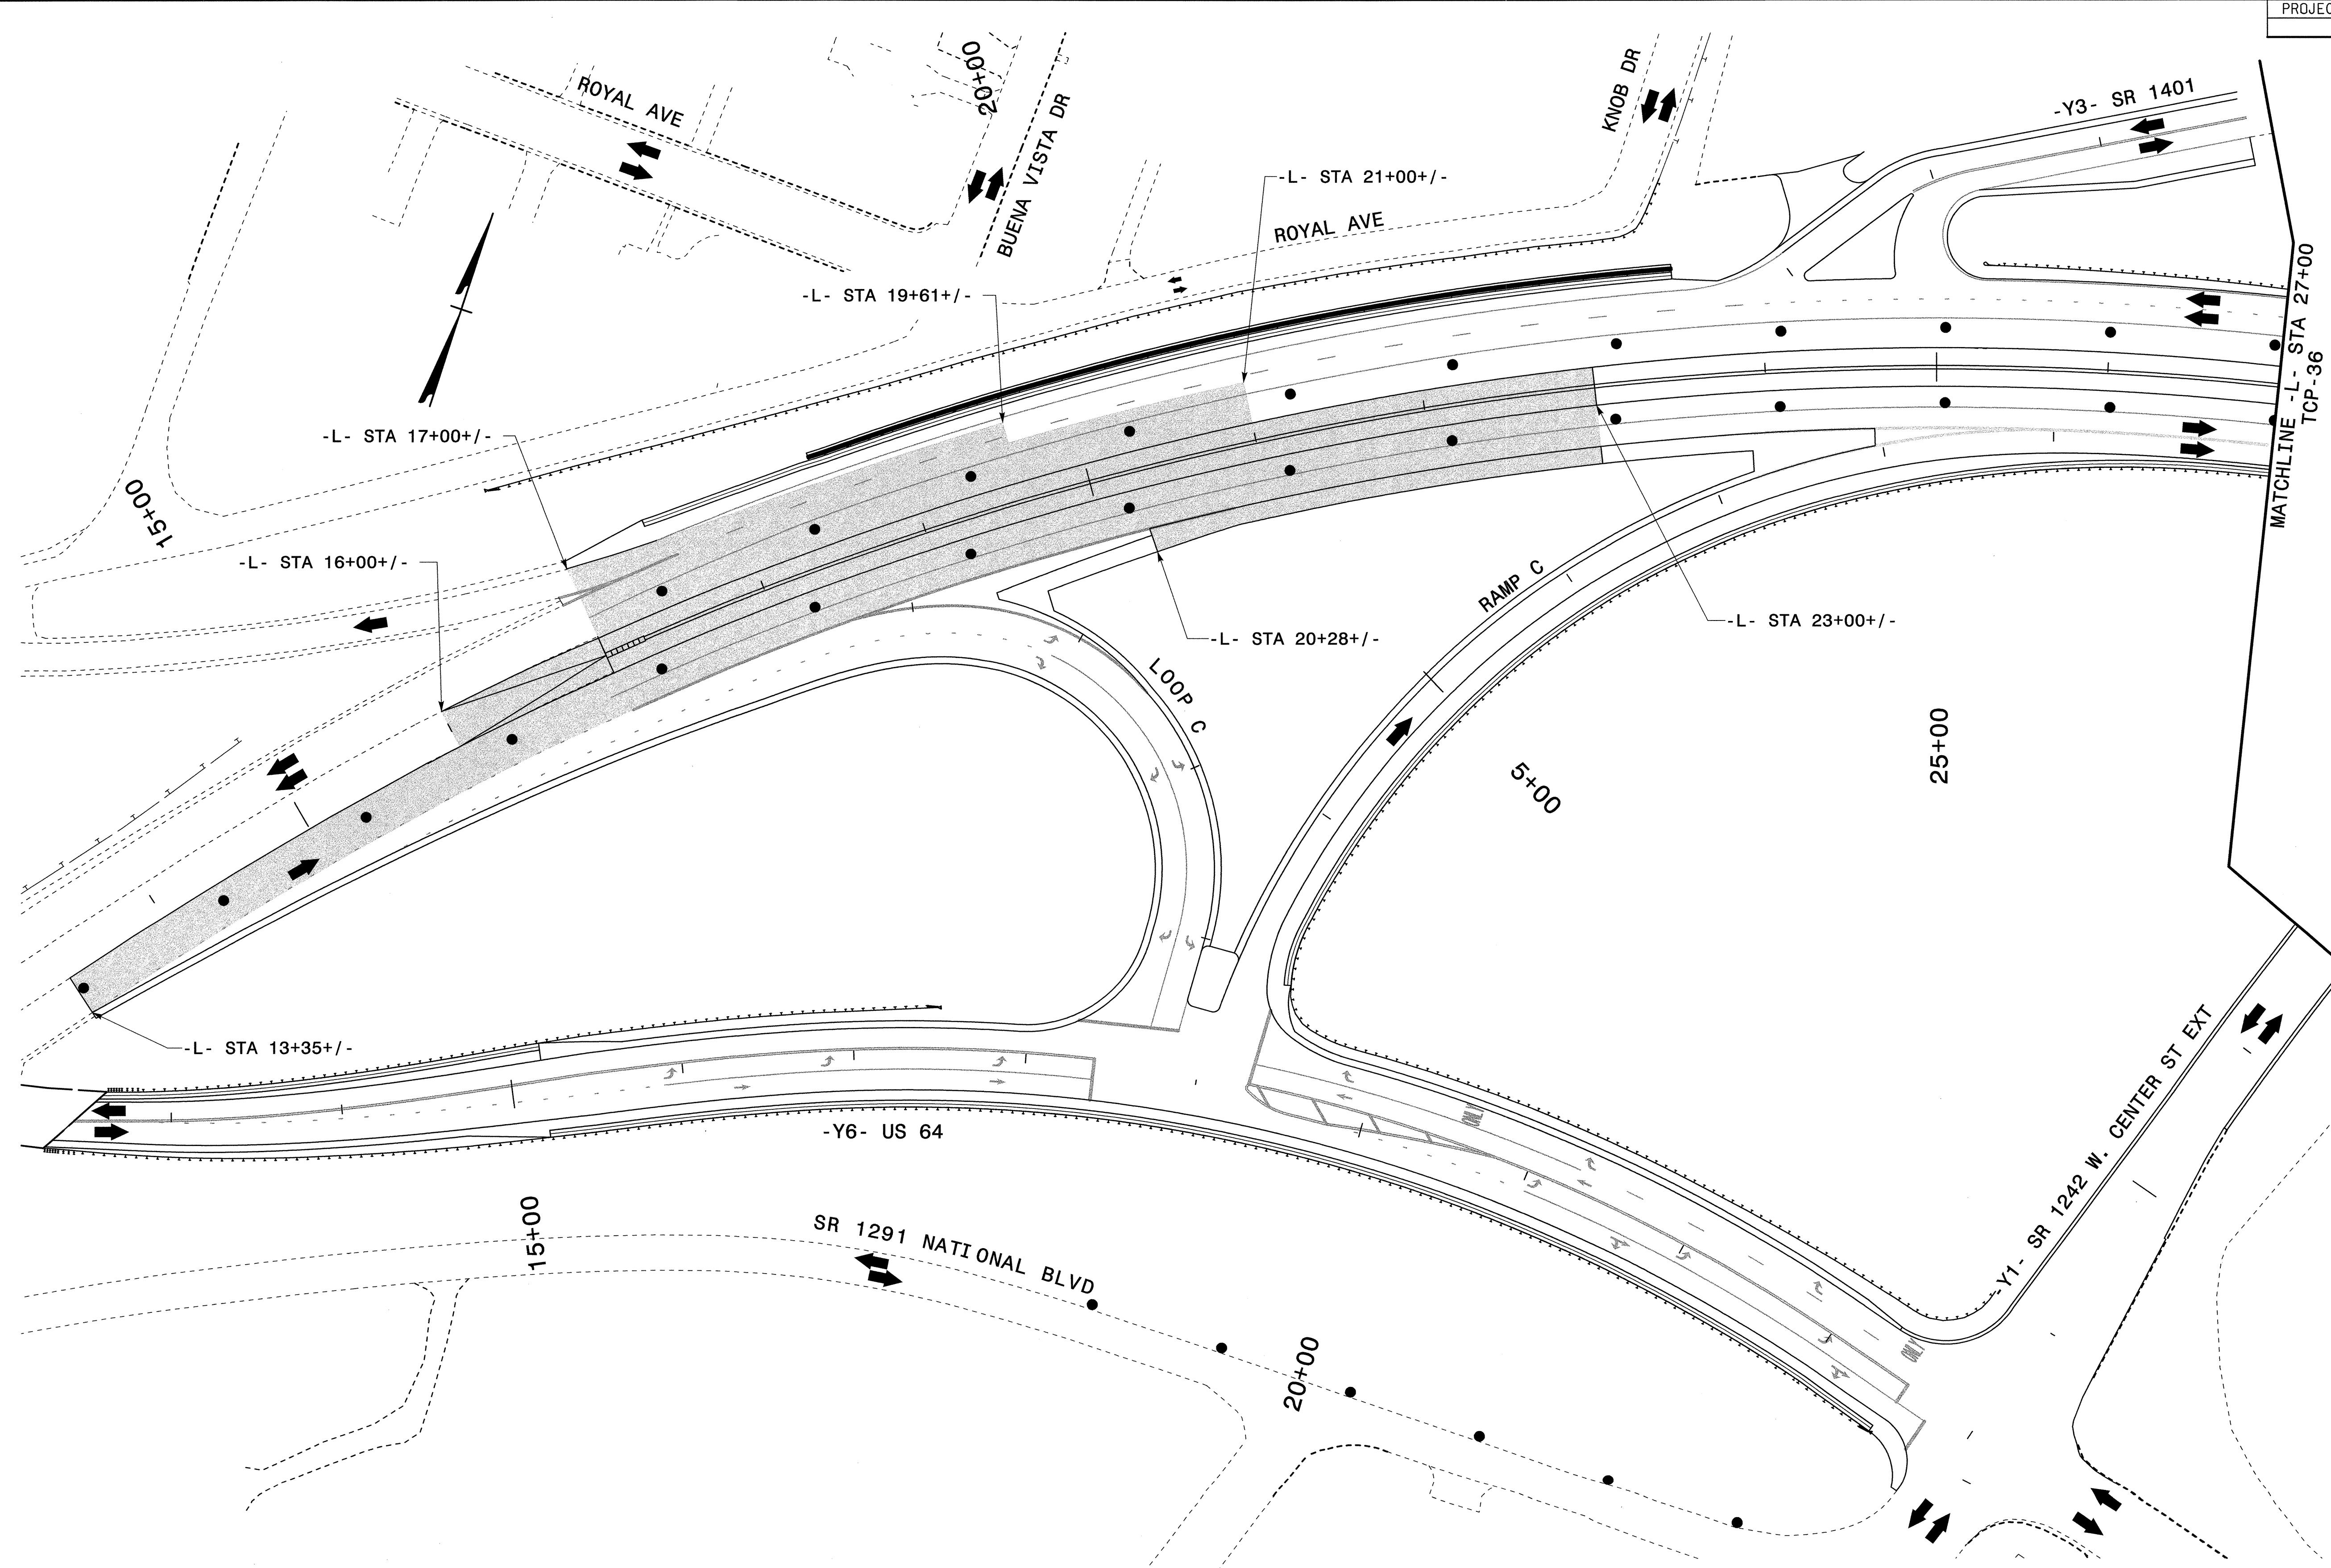 PROJEC
ROYAL AVE
20+00
BUENA VISTA DR
KNOB DR
-Y3- SR 1401
-L- STA 21+00+/-
ROYAL AVE
-L- STA 19+61+/-
MATCHLINE -L- STA 27+00
TCP-36
-L- STA 17+00+/-
15+00
-L- STA 16+00+/-
RAMP C
-L- STA 20+28+/-
-L- STA 23+00+/-
LOOP C
25+00
5+00
-L- STA 13+35+/-
-Y6- US 64
ONLY
-Y1- SR 1242 W. CENTER ST EXT
15+00
SR 1291 NATIONAL BLVD
20+00
ONLY